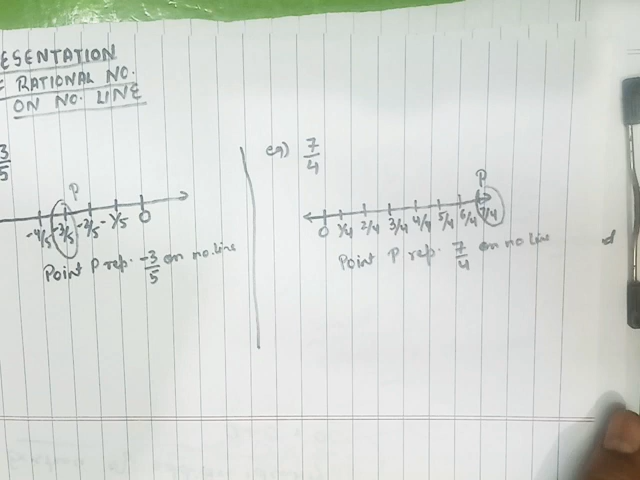 ESENTATION
F RATIONAL NO.
ON NO. LINE
3/5
P
-4/5 -3/5 -2/5 -1/5 0
Point P rep. -3/5 on no. line
eg) 7/4
P
0 1/4 2/4 3/4 4/4 5/4 6/4 7/4
Point P rep. 7/4 on no line